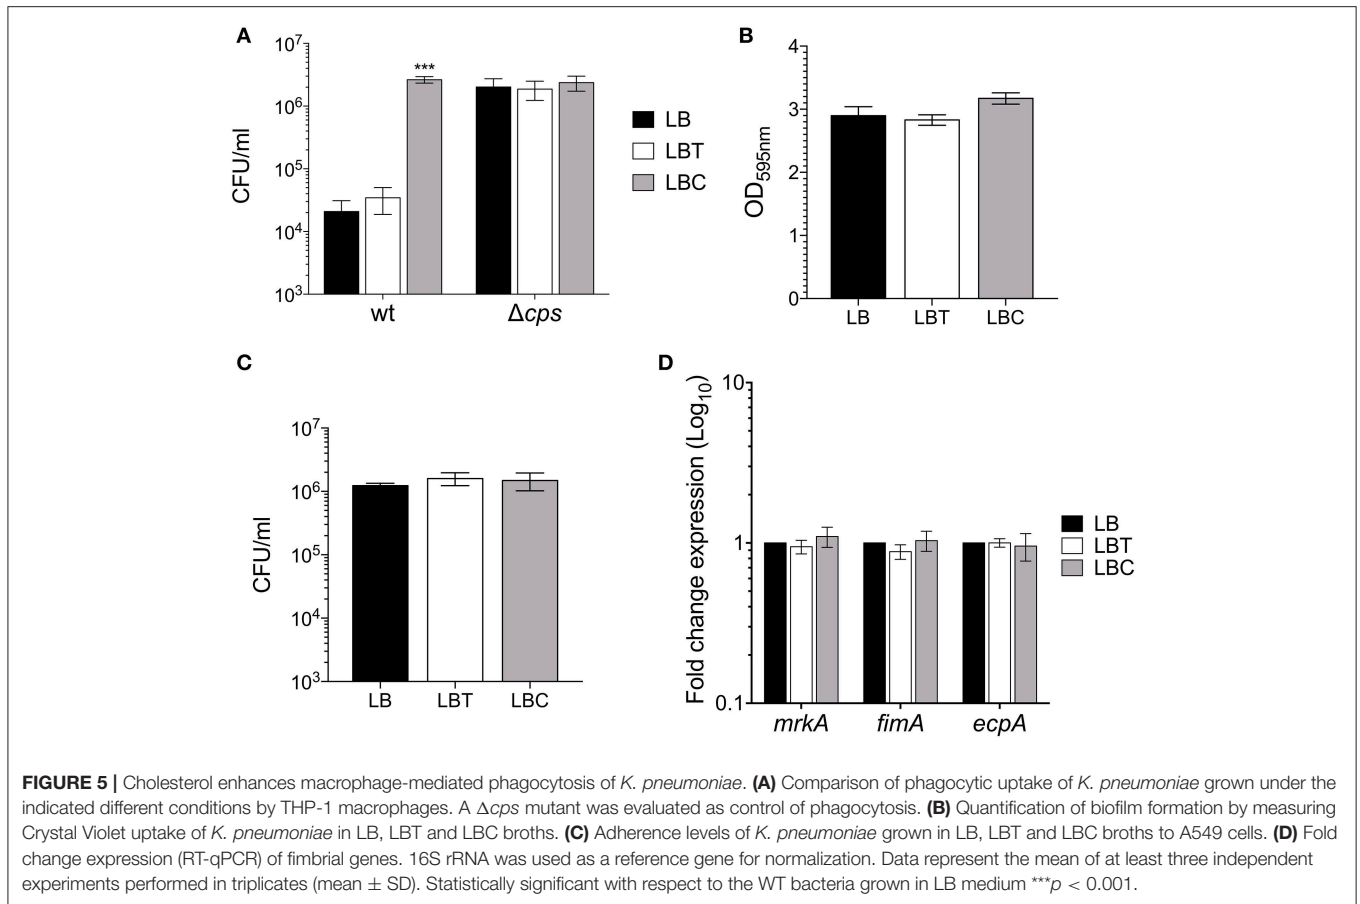 A
10⁷
10⁶
10⁵
10⁴
10³
CFU/ml
***
wt
Δcps
LB
LBT
LBC
B
4
3
2
1
0
OD₅₉₅nm
LB
LBT
LBC
C
10⁷
10⁶
10⁵
10⁴
10³
CFU/ml
LB
LBT
LBC
D
10
1
0.1
Fold change expression (Log₁₀)
mrkA
fimA
ecpA
LB
LBT
LBC
FIGURE 5 | Cholesterol enhances macrophage-mediated phagocytosis of K. pneumoniae. (A) Comparison of phagocytic uptake of K. pneumoniae grown under the
indicated different conditions by THP-1 macrophages. A Δcps mutant was evaluated as control of phagocytosis. (B) Quantification of biofilm formation by measuring
Crystal Violet uptake of K. pneumoniae in LB, LBT and LBC broths. (C) Adherence levels of K. pneumoniae grown in LB, LBT and LBC broths to A549 cells. (D) Fold
change expression (RT-qPCR) of fimbrial genes. 16S rRNA was used as a reference gene for normalization. Data represent the mean of at least three independent
experiments performed in triplicates (mean ± SD). Statistically significant with respect to the WT bacteria grown in LB medium ***p < 0.001.